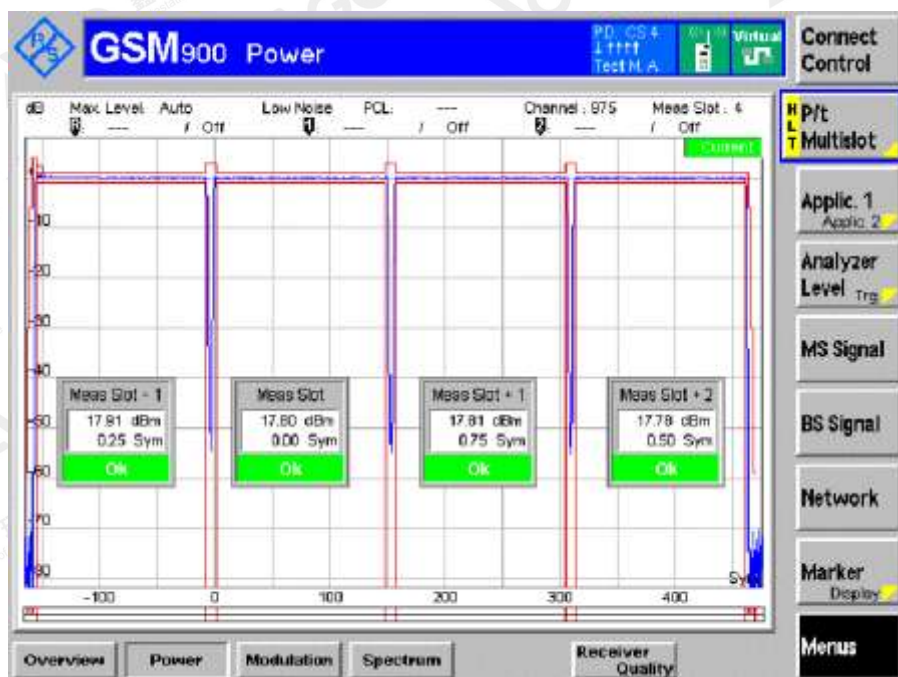 GSM900 Power
PD, CS 4
Test M. A
Virtual
Connect Control
dB Max. Level: Auto Low Noise PCL: --- Channel : 975 Meas Slot : 4
--- / Off 1 --- / Off 2 --- / Off
Current
H L T
P/t Multislot
Applic. 1
Applic. 2
Analyzer Level Trg
MS Signal
BS Signal
Network
Marker
Display
Menus
-10
-20
-30
-40
-50
-60
-70
-80
Meas Slot - 1
17.91 dBm
0.25 Sym
Ok
Meas Slot
17.80 dBm
0.00 Sym
Ok
Meas Slot + 1
17.81 dBm
0.75 Sym
Ok
Meas Slot + 2
17.78 dBm
0.50 Sym
Ok
-100 0 100 200 300 400
Overview Power Modulation Spectrum Receiver Quality